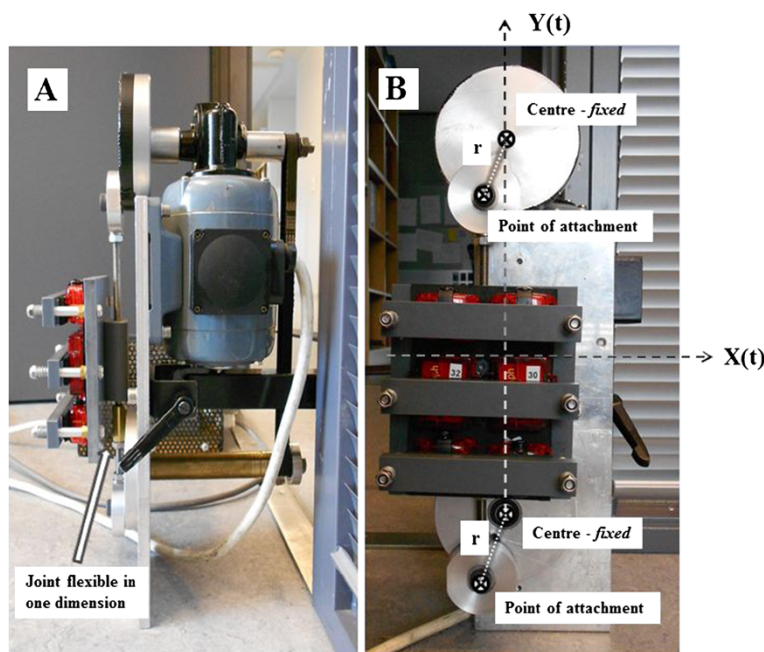 Y(t)
A
B
Centre - fixed
r
Point of attachment
X(t)
32
30
Centre - fixed
r
Joint flexible in
one dimension
Point of attachment